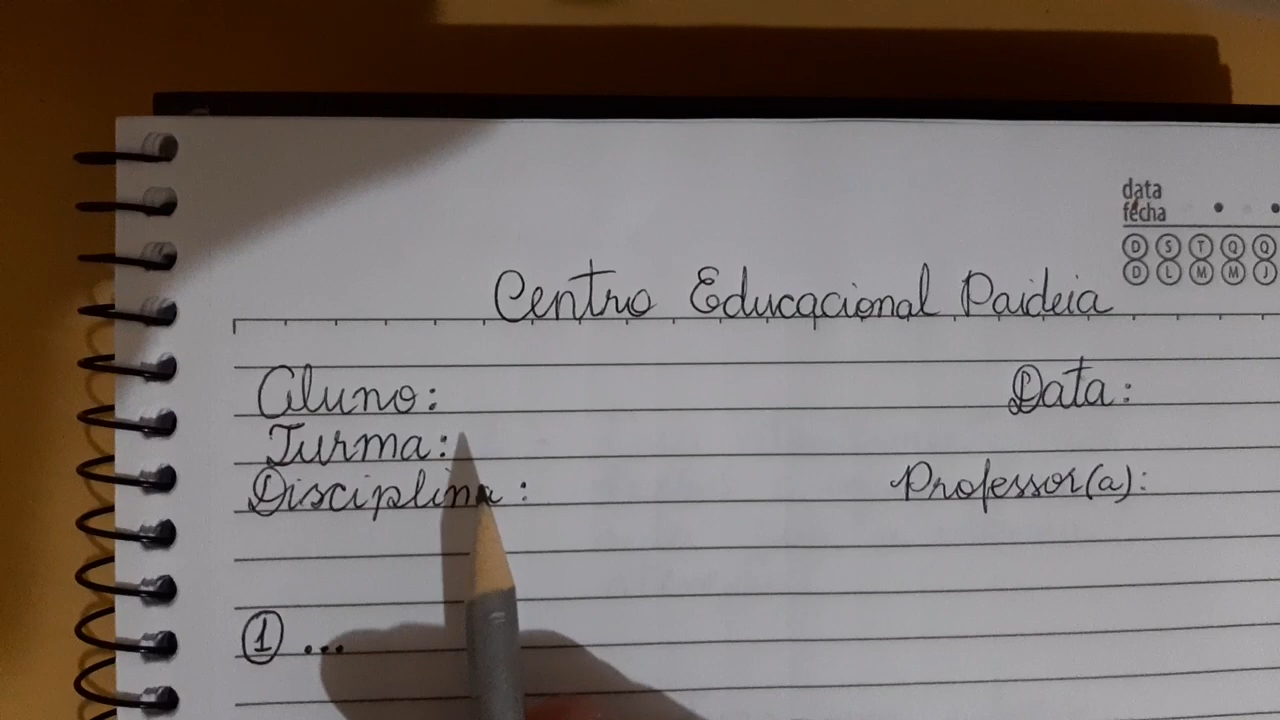 data
fecha
D S T Q Q
D L M M J
Centro Educacional Paideia
Aluno: Data:
Turma:
Disciplina: Professor(a):
1 ...